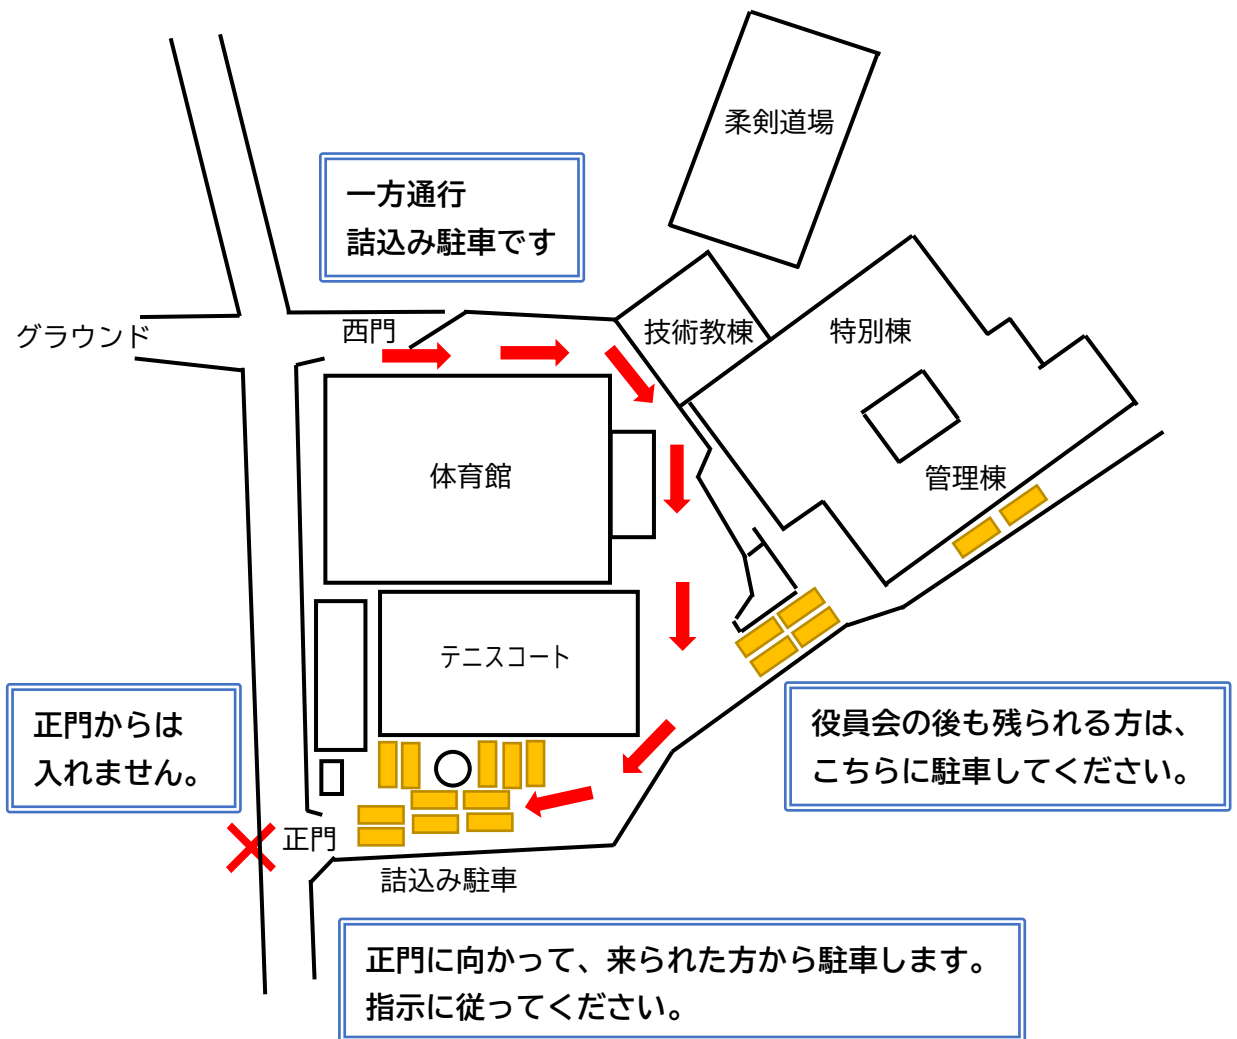 柔剣道場
一方通行
詰込み駐車です
グラウンド
西門
技術教棟
特別棟
体育館
管理棟
テニスコート
正門からは
入れません。
役員会の後も残られる方は、
こちらに駐車してください。
正門
詰込み駐車
正門に向かって、来られた方から駐車します。
指示に従ってください。